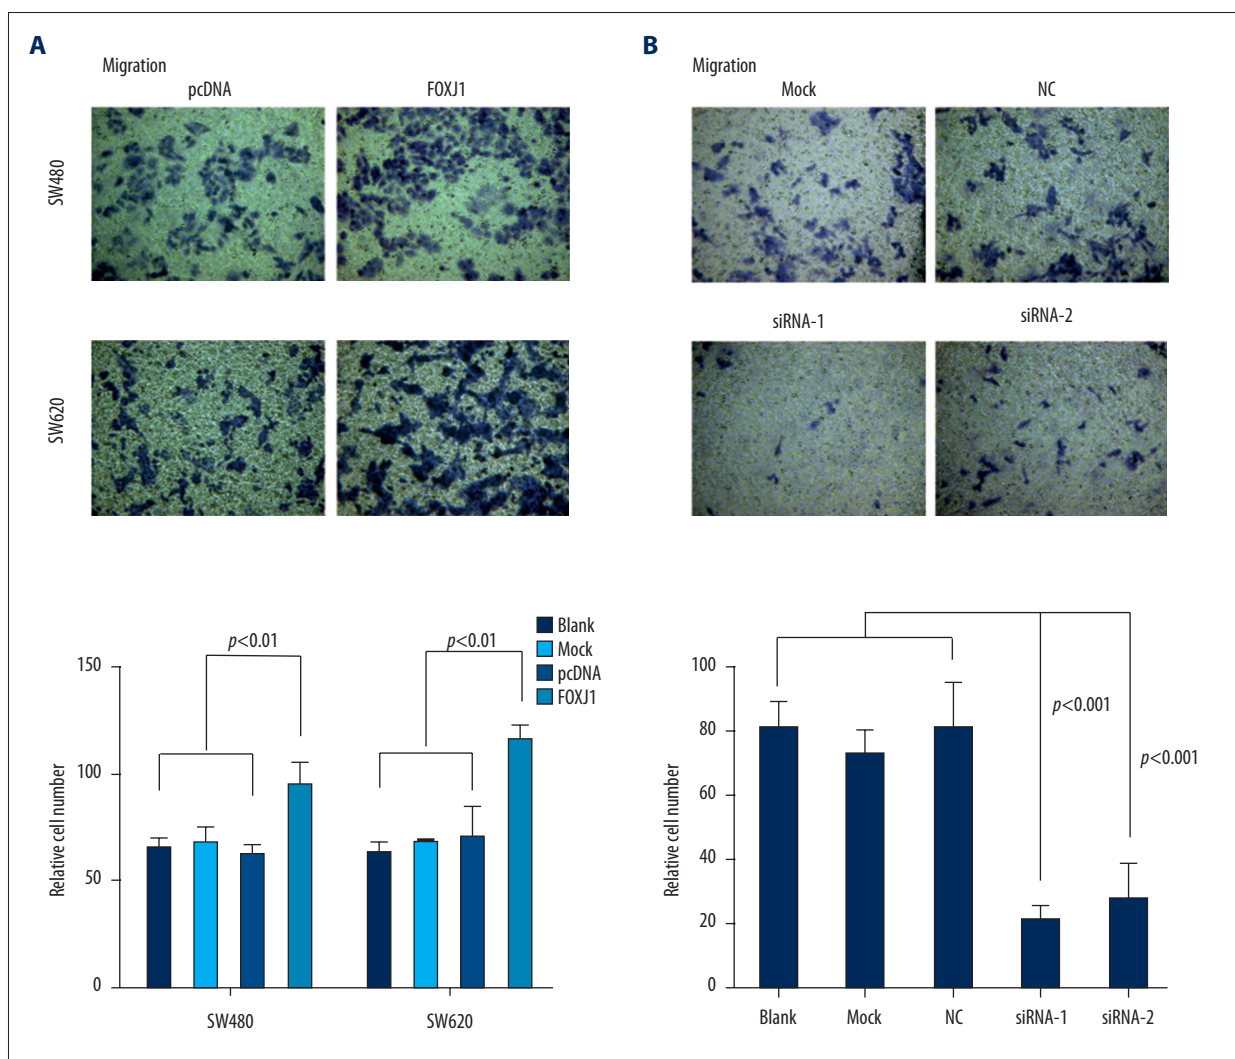 A
Migration
pcDNA
FOXJ1
SW480
SW620
Blank
Mock
pcDNA
FOXJ1
p<0.01
p<0.01
Relative cell number
150
100
50
0
SW480
SW620
B
Migration
Mock
NC
siRNA-1
siRNA-2
p<0.001
p<0.001
Relative cell number
100
80
60
40
20
0
Blank
Mock
NC
siRNA-1
siRNA-2